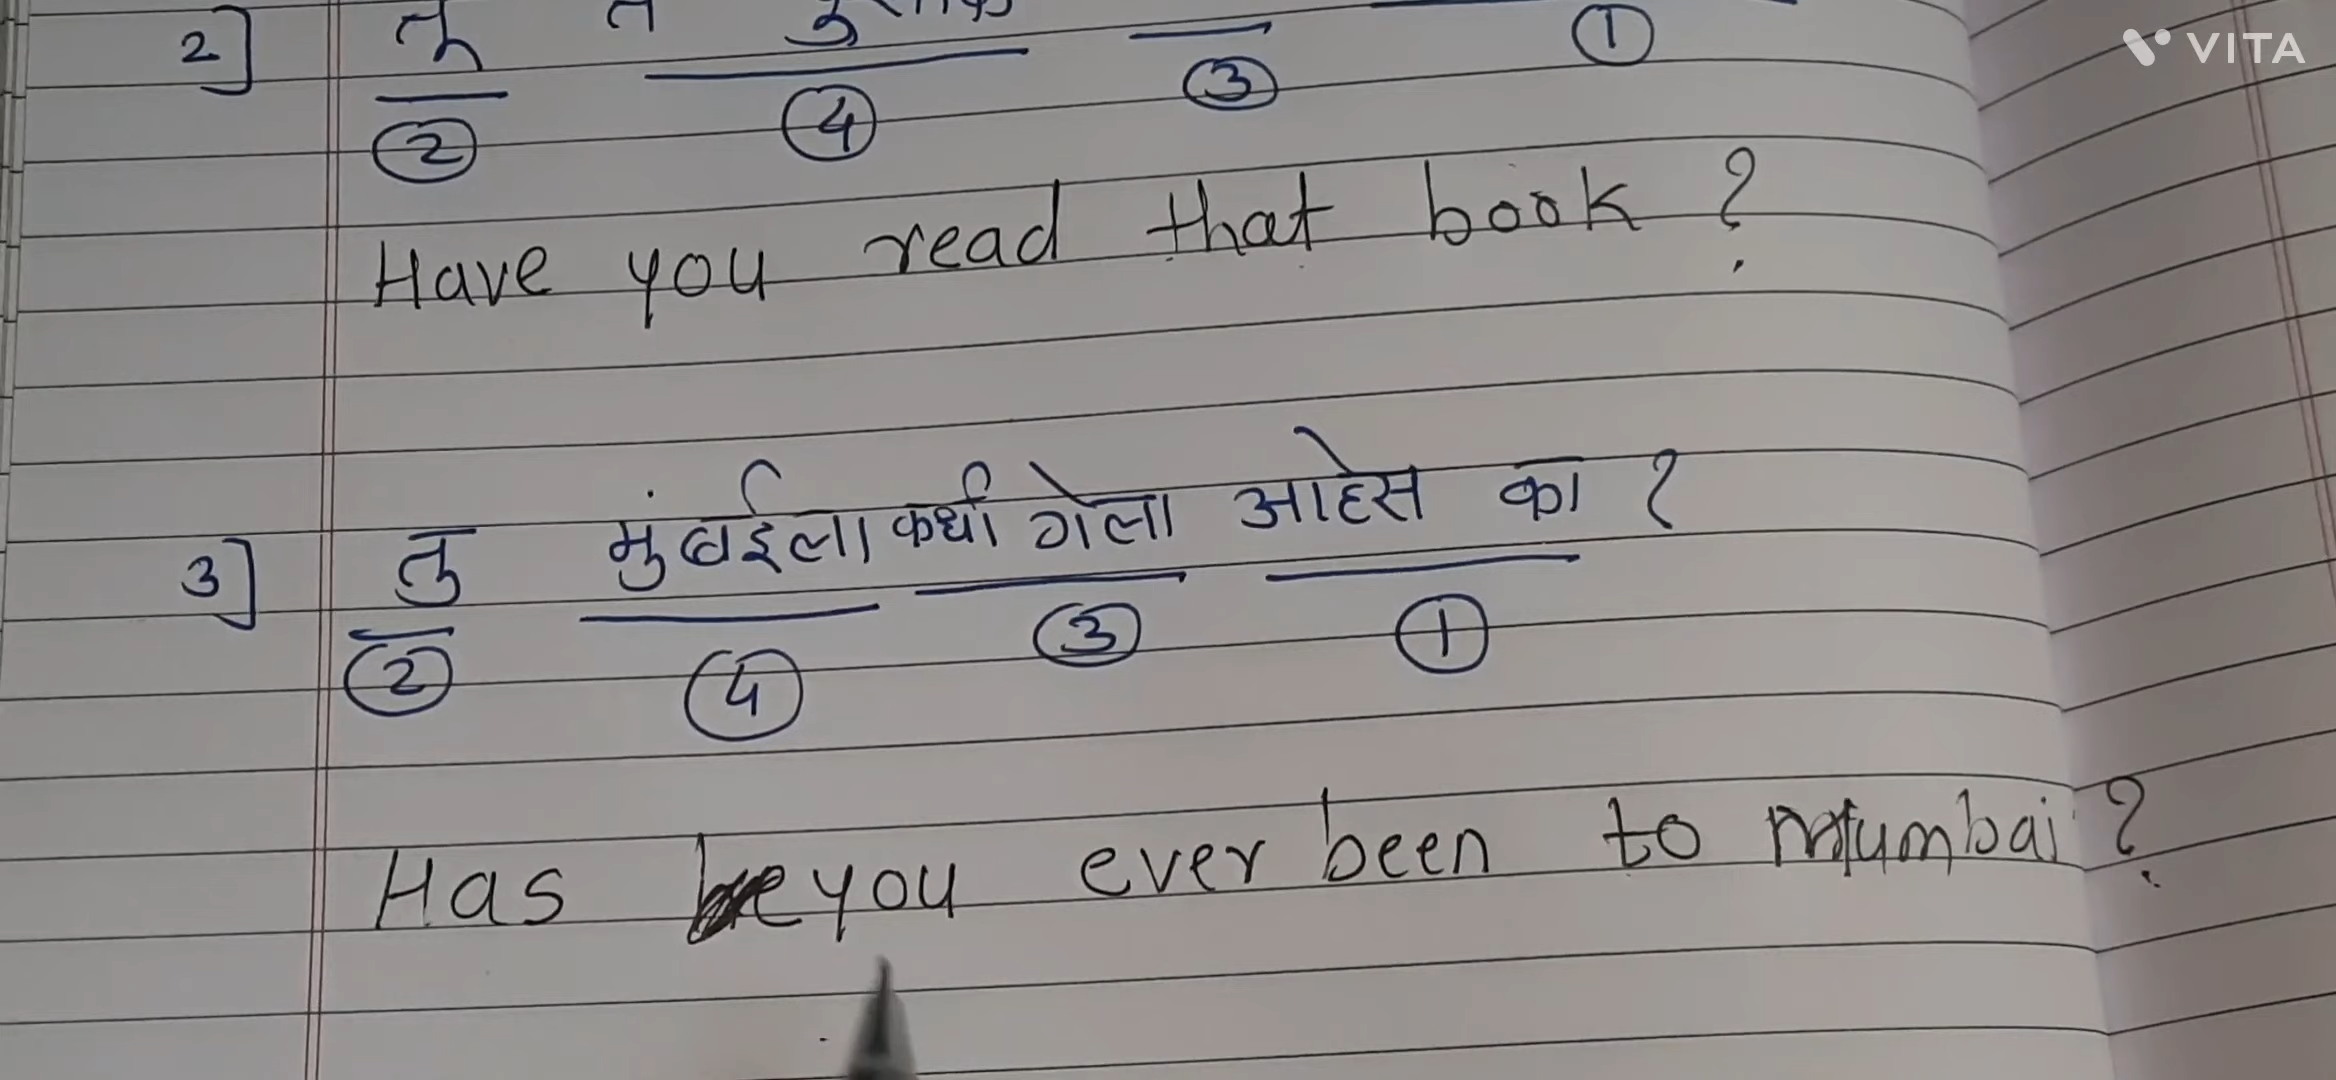 VITA
2] तू
② ④ ③ ①
Have you read that book ?
3] तु मुंबईला कधी गेला आहेस का ?
② ④ ③ ①
Has you ever been to Mumbai ?